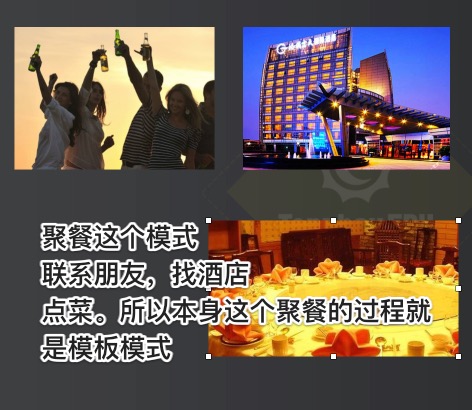 聚餐这个模式
联系朋友，找酒店
点菜。所以本身这个聚餐的过程就
是模板模式